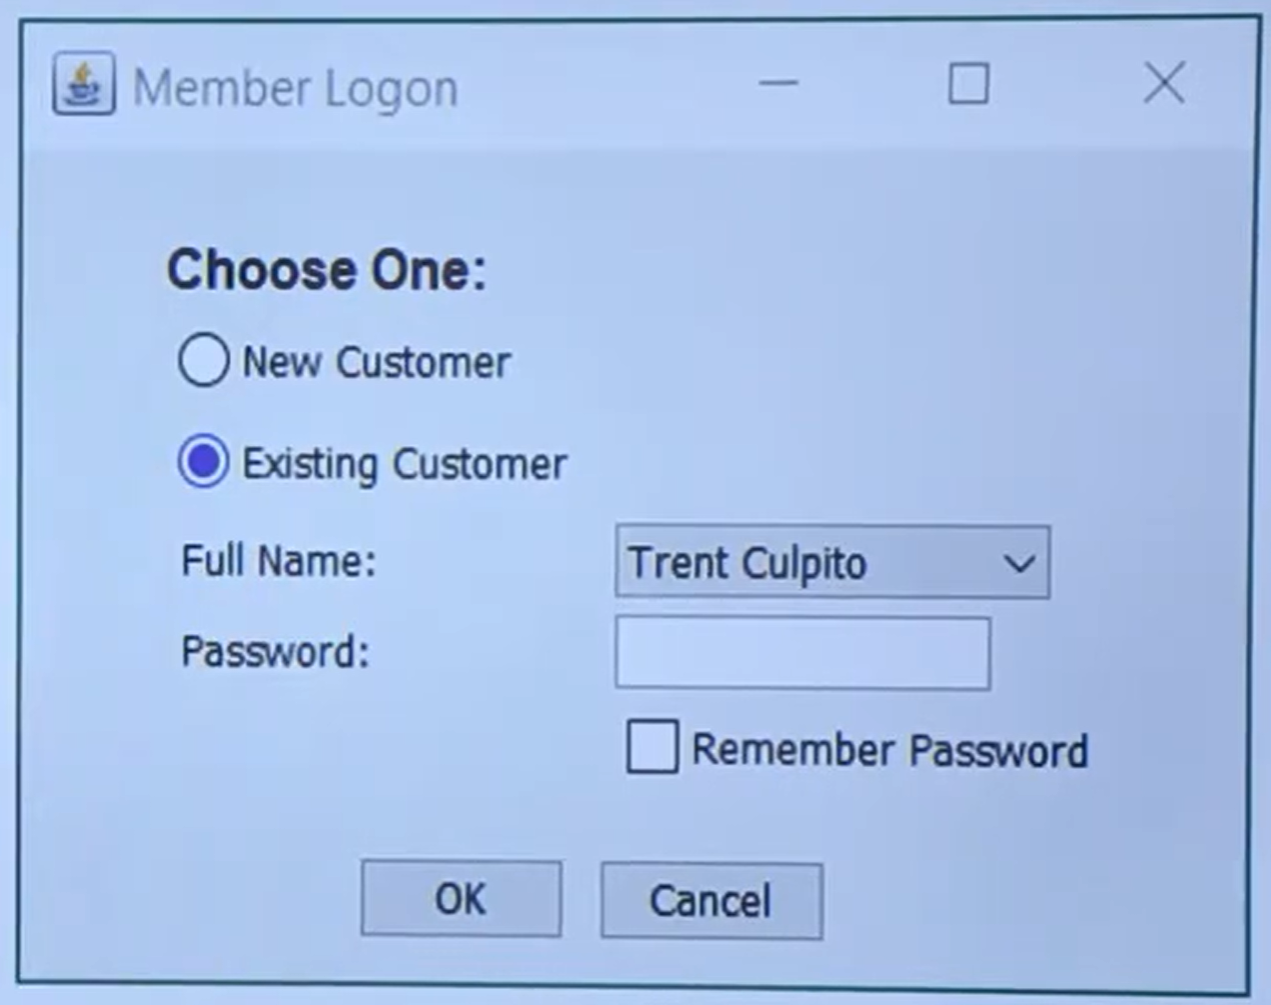 Member Logon
Choose One:
New Customer
Existing Customer
Full Name: Trent Culpito
Password:
Remember Password
OK Cancel